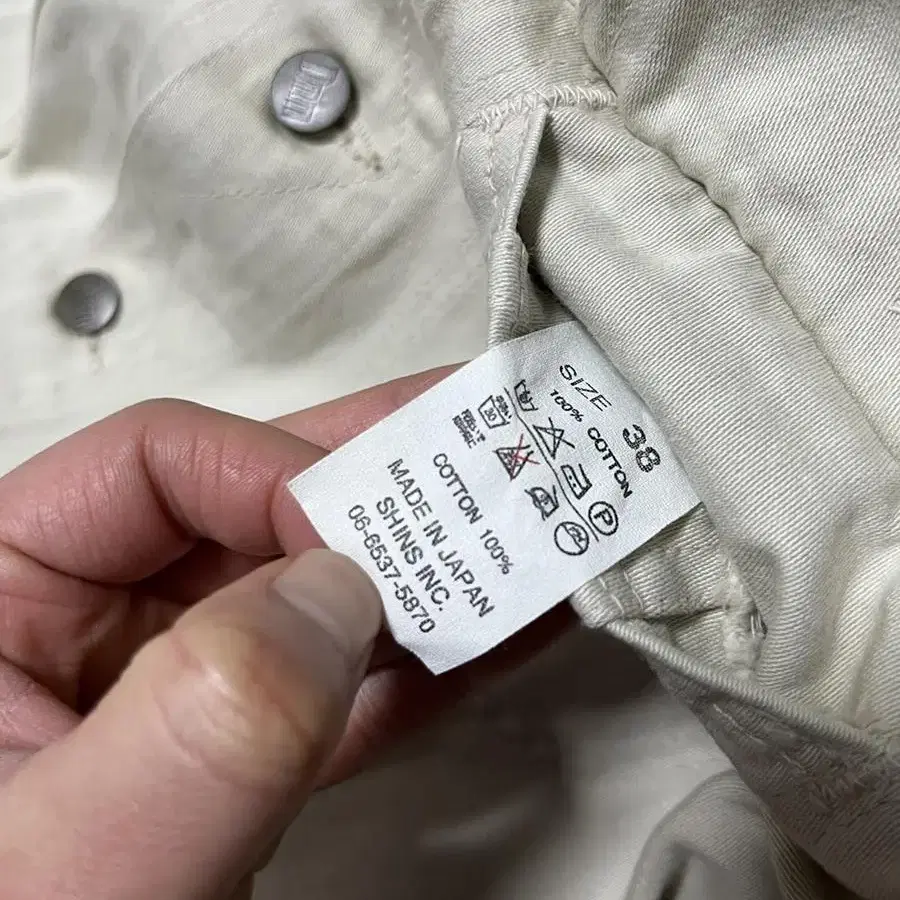 SIZE 38
100% COTTON
P
COTTON 100%
MADE IN JAPAN
SHINS INC.
06-6537-5870